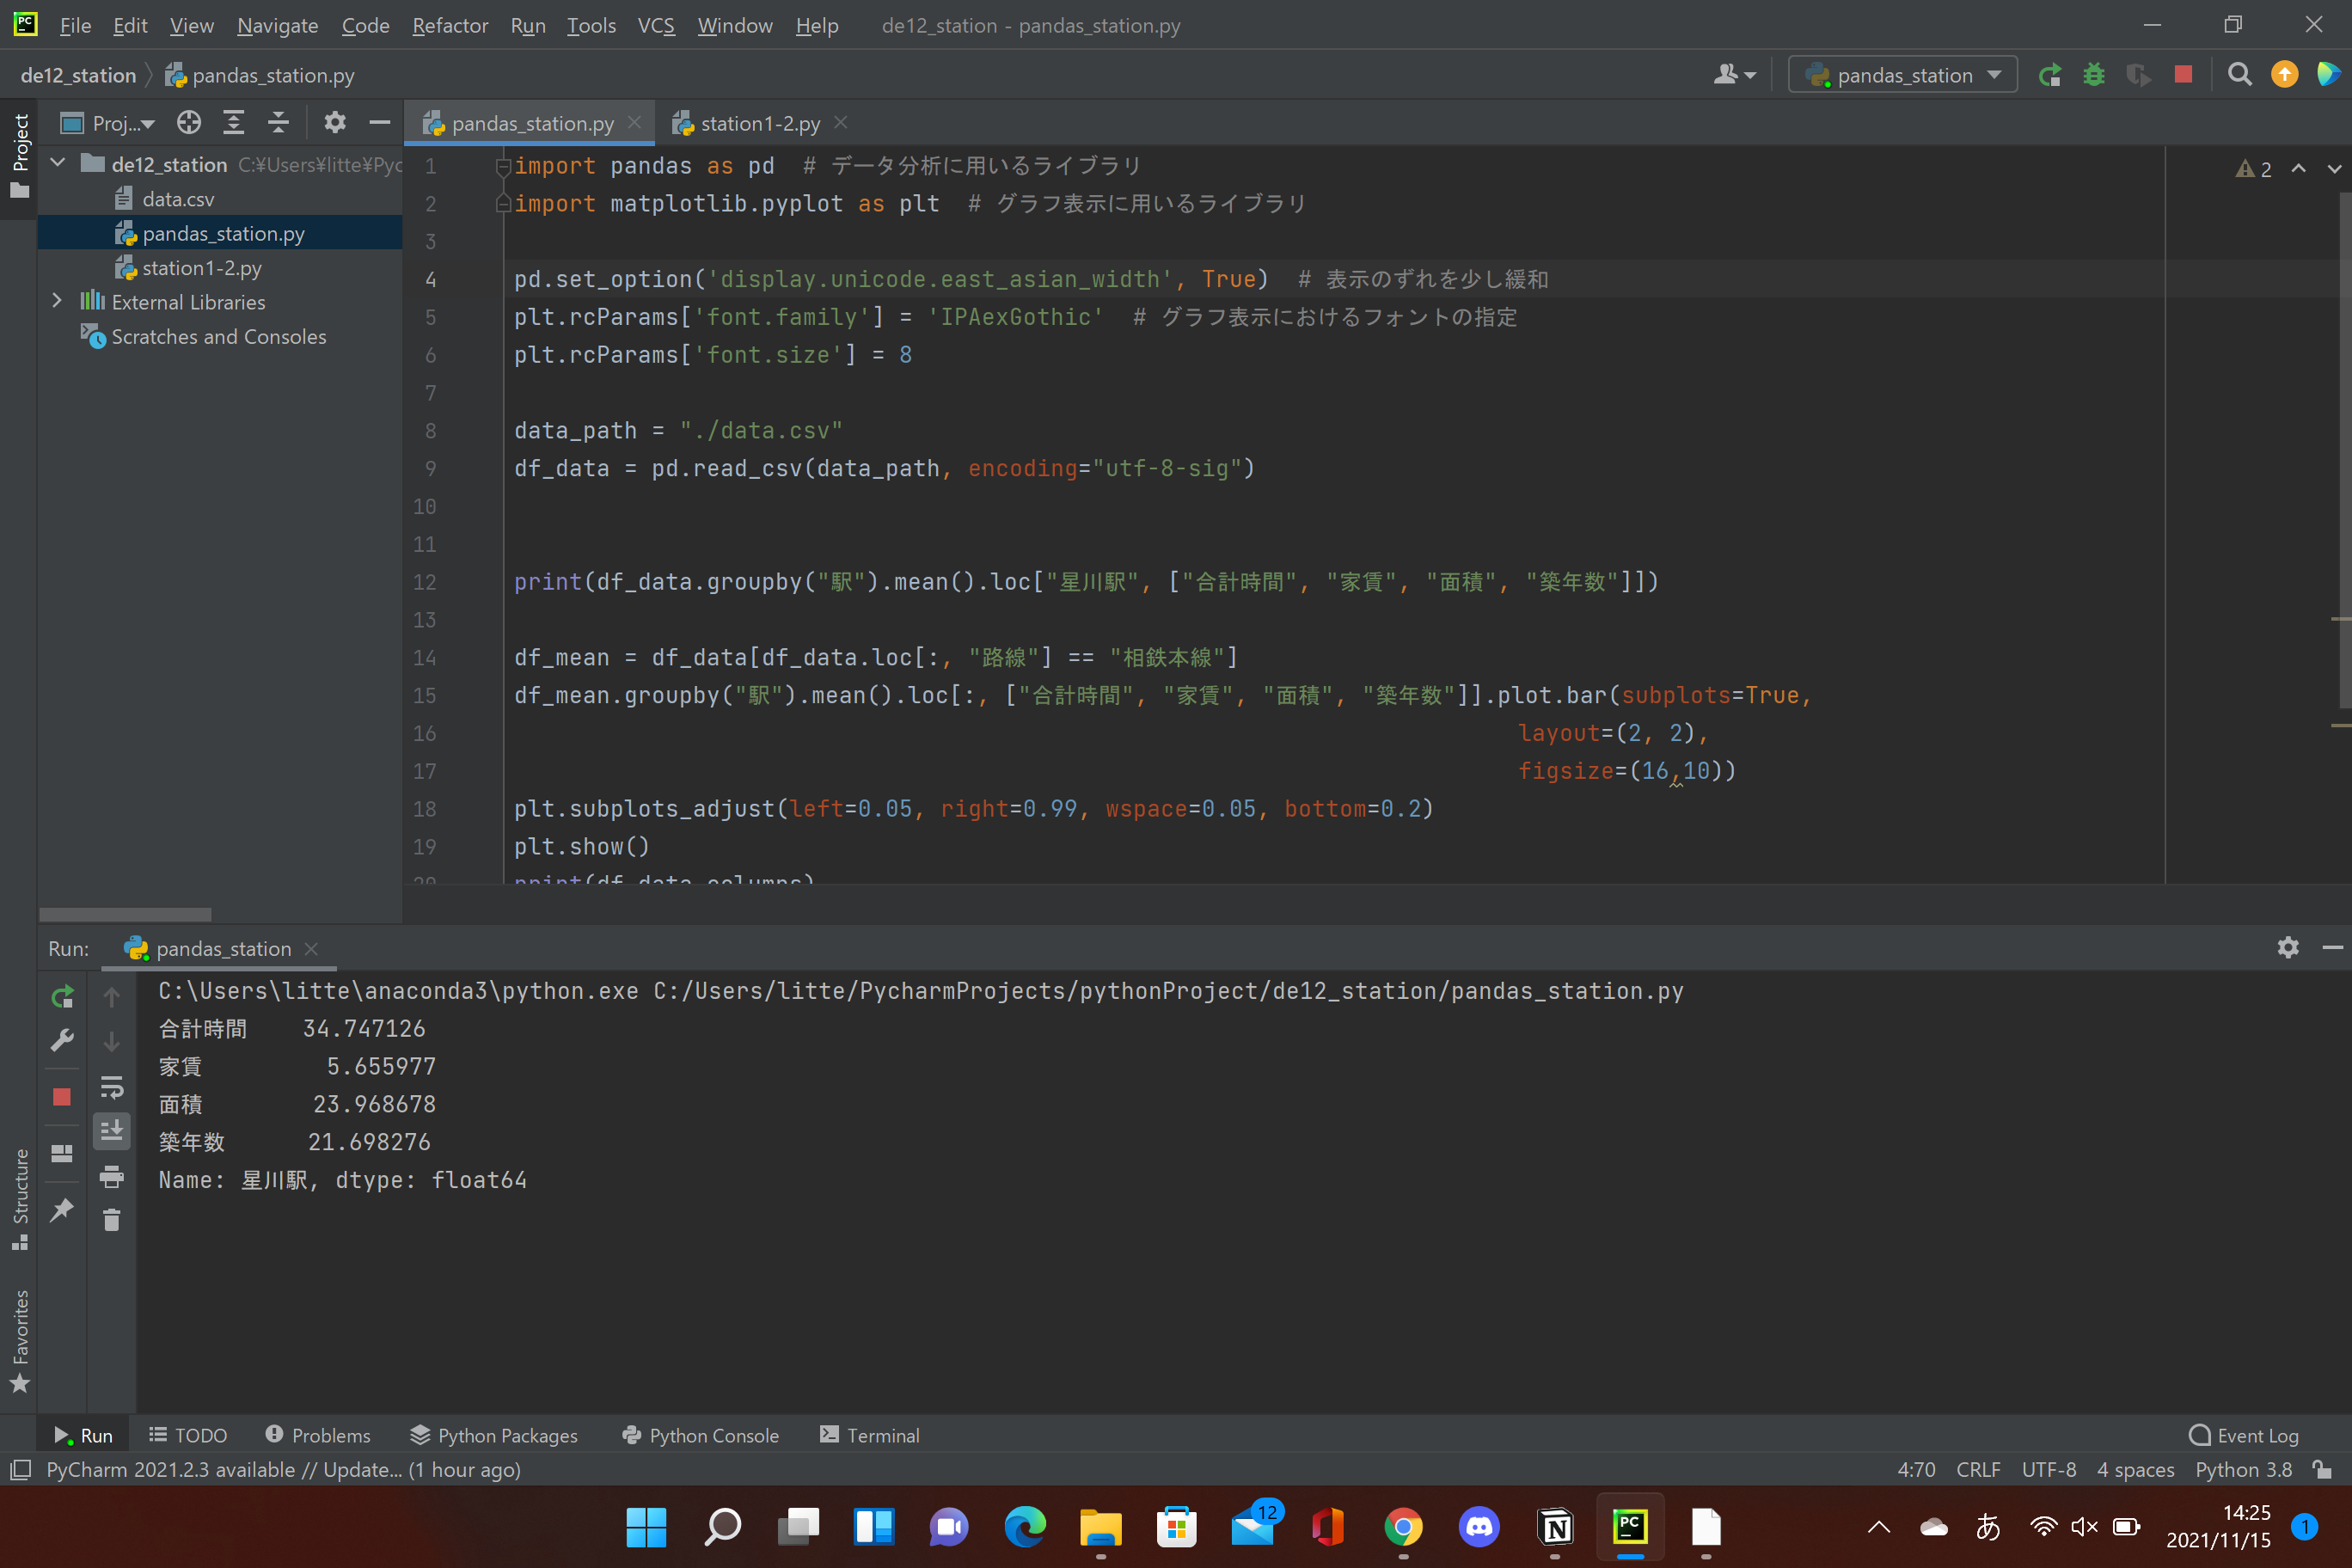 File Edit View Navigate Code Refactor Run Tools VCS Window Help de12_station - pandas_station.py
de12_station pandas_station.py pandas_station
Project
Proj...
pandas_station.py station1-2.py
de12_station C:¥Users¥litte¥Pyc
data.csv
pandas_station.py
station1-2.py
External Libraries
Scratches and Consoles
2
1 import pandas as pd  # データ分析に用いるライブラリ
2 import matplotlib.pyplot as plt  # グラフ表示に用いるライブラリ
3
4 pd.set_option('display.unicode.east_asian_width', True)  # 表示のずれを少し緩和
5 plt.rcParams['font.family'] = 'IPAexGothic'  # グラフ表示におけるフォントの指定
6 plt.rcParams['font.size'] = 8
7
8 data_path = "./data.csv"
9 df_data = pd.read_csv(data_path, encoding="utf-8-sig")
10
11
12 print(df_data.groupby("駅").mean().loc["星川駅", ["合計時間", "家賃", "面積", "築年数"]])
13
14 df_mean = df_data[df_data.loc[:, "路線"] == "相鉄本線"]
15 df_mean.groupby("駅").mean().loc[:, ["合計時間", "家賃", "面積", "築年数"]].plot.bar(subplots=True,
16 layout=(2, 2),
17 figsize=(16,10))
18 plt.subplots_adjust(left=0.05, right=0.99, wspace=0.05, bottom=0.2)
19 plt.show()
20 print(df_data.columns)
Run: pandas_station
C:\Users\litte\anaconda3\python.exe C:/Users/litte/PycharmProjects/pythonProject/de12_station/pandas_station.py
合計時間    34.747126
家賃         5.655977
面積        23.968678
築年数      21.698276
Name: 星川駅, dtype: float64
Structure
Favorites
Run TODO Problems Python Packages Python Console Terminal Event Log
PyCharm 2021.2.3 available // Update... (1 hour ago) 4:70 CRLF UTF-8 4 spaces Python 3.8
12
あ
14:25
2021/11/15
1